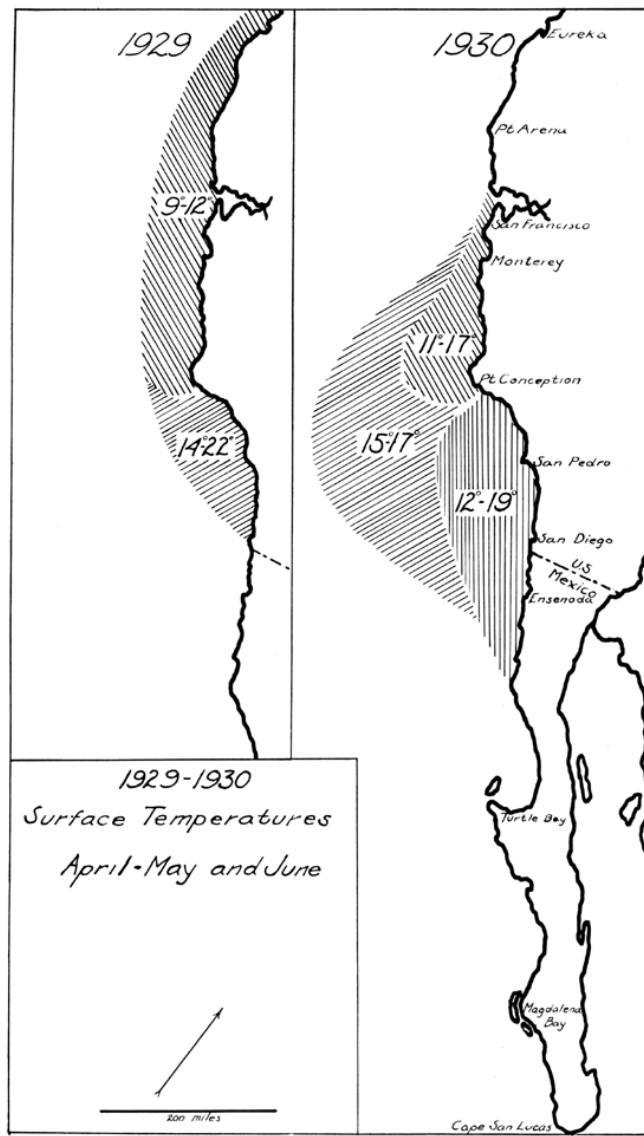 1929
9°-12°
14°-22°
1930
Eureka
Pt Arena
San Francisco
Monterey
11°-17°
Pt Conception
15°-17°
San Pedro
12°-19°
San Diego
U.S
Mexico
Ensenada
Turtle Bay
Magdalena
Bay
Cape San Lucas
1929-1930
Surface Temperatures
April-May and June
200 miles